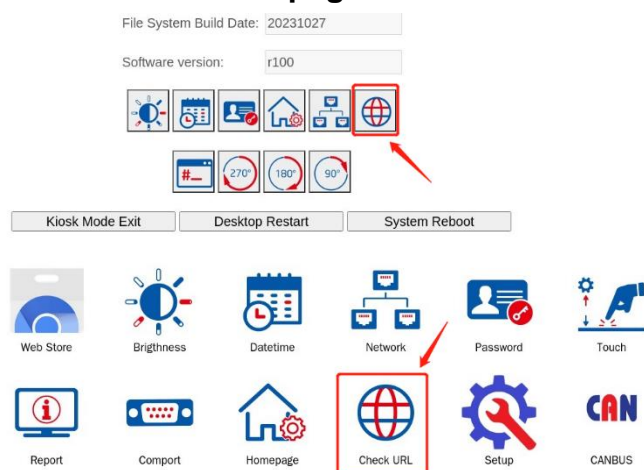 pag
File System Build Date: 20231027
Software version: r100
#_ 270° 180° 90°
Kiosk Mode Exit Desktop Restart System Reboot
Web Store Brigthness Datetime Network Password Touch
CAN
Report Comport Homepage Check URL Setup CANBUS